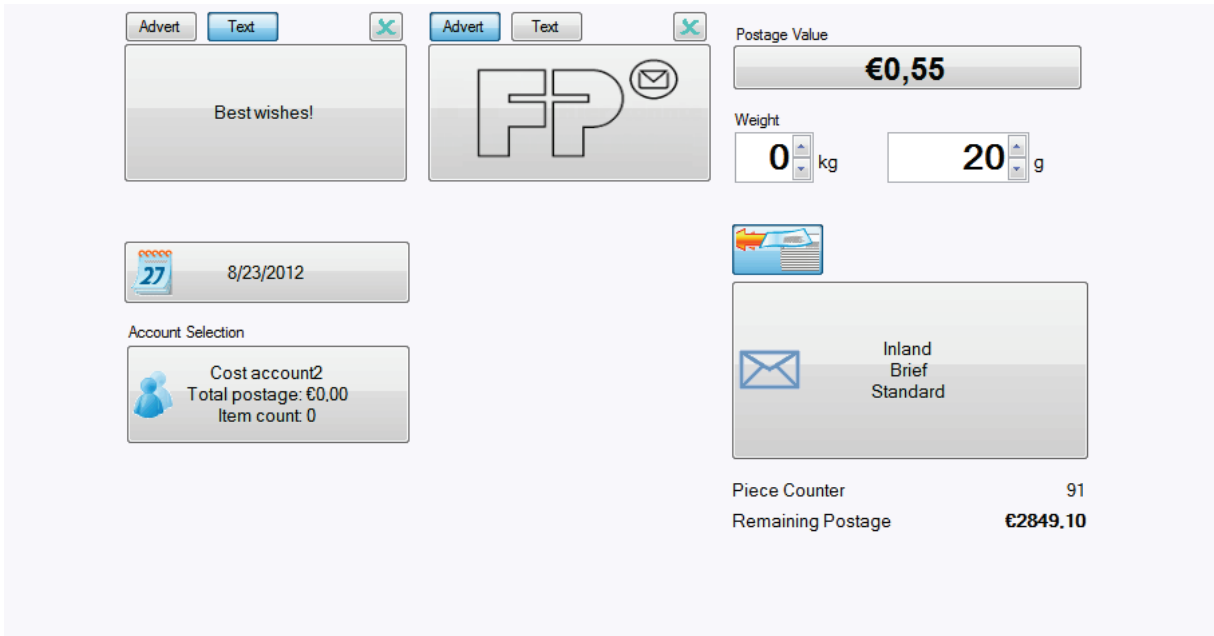 Advert Text
Advert Text
Best wishes!
FP
Postage Value
€0,55
Weight
0 kg 20 g
27
8/23/2012
Account Selection
Cost account2
Total postage: €0,00
Item count: 0
Inland
Brief
Standard
Piece Counter 91
Remaining Postage €2849,10